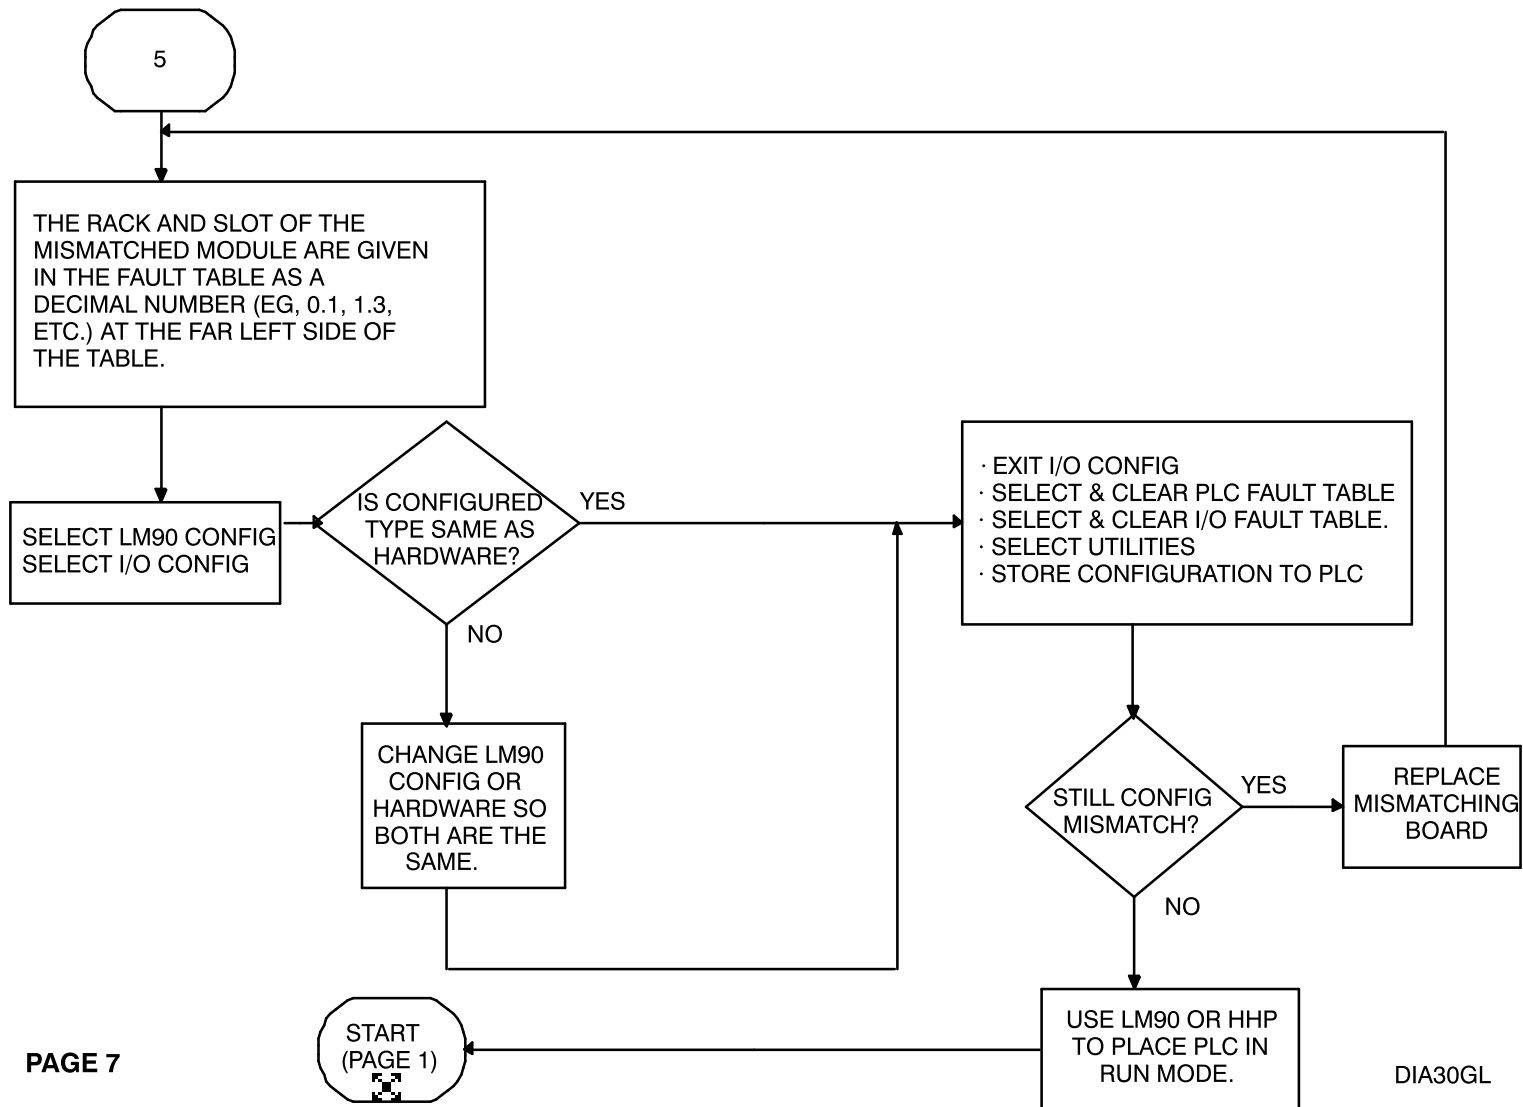 5
THE RACK AND SLOT OF THE
MISMATCHED MODULE ARE GIVEN
IN THE FAULT TABLE AS A
DECIMAL NUMBER (EG, 0.1, 1.3,
ETC.) AT THE FAR LEFT SIDE OF
THE TABLE.
SELECT LM90 CONFIG
SELECT I/O CONFIG
IS CONFIGURED
TYPE SAME AS
HARDWARE?
YES
NO
CHANGE LM90
CONFIG OR
HARDWARE SO
BOTH ARE THE
SAME.
· EXIT I/O CONFIG
· SELECT & CLEAR PLC FAULT TABLE
· SELECT & CLEAR I/O FAULT TABLE.
· SELECT UTILITIES
· STORE CONFIGURATION TO PLC
STILL CONFIG
MISMATCH?
YES
REPLACE
MISMATCHING
BOARD
NO
USE LM90 OR HHP
TO PLACE PLC IN
RUN MODE.
START
(PAGE 1)
PAGE 7
DIA30GL